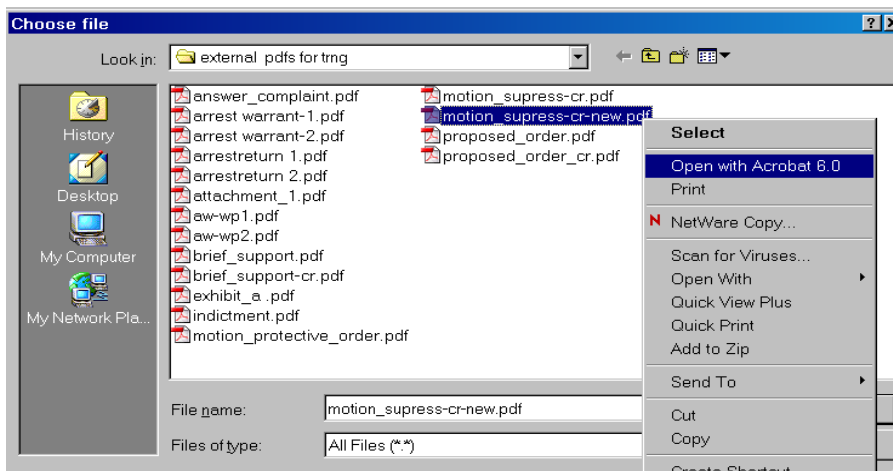 Choose file
Look in:
external pdfs for trng
History
Desktop
My Computer
My Network Pla...
answer_complaint.pdf
arrest warrant-1.pdf
arrest warrant-2.pdf
arrestreturn 1.pdf
arrestreturn 2.pdf
attachment_1.pdf
aw-wp1.pdf
aw-wp2.pdf
brief_support.pdf
brief_support-cr.pdf
exhibit_a .pdf
indictment.pdf
motion_protective_order.pdf
motion_supress-cr.pdf
motion_supress-cr-new.pdf
proposed_order.pdf
proposed_order_cr.pdf
Select
Open with Acrobat 6.0
Print
N NetWare Copy...
Scan for Viruses...
Open With
Quick View Plus
Quick Print
Add to Zip
Send To
Cut
Copy
Create Shortcut
File name:
motion_supress-cr-new.pdf
Files of type:
All Files (*.*)